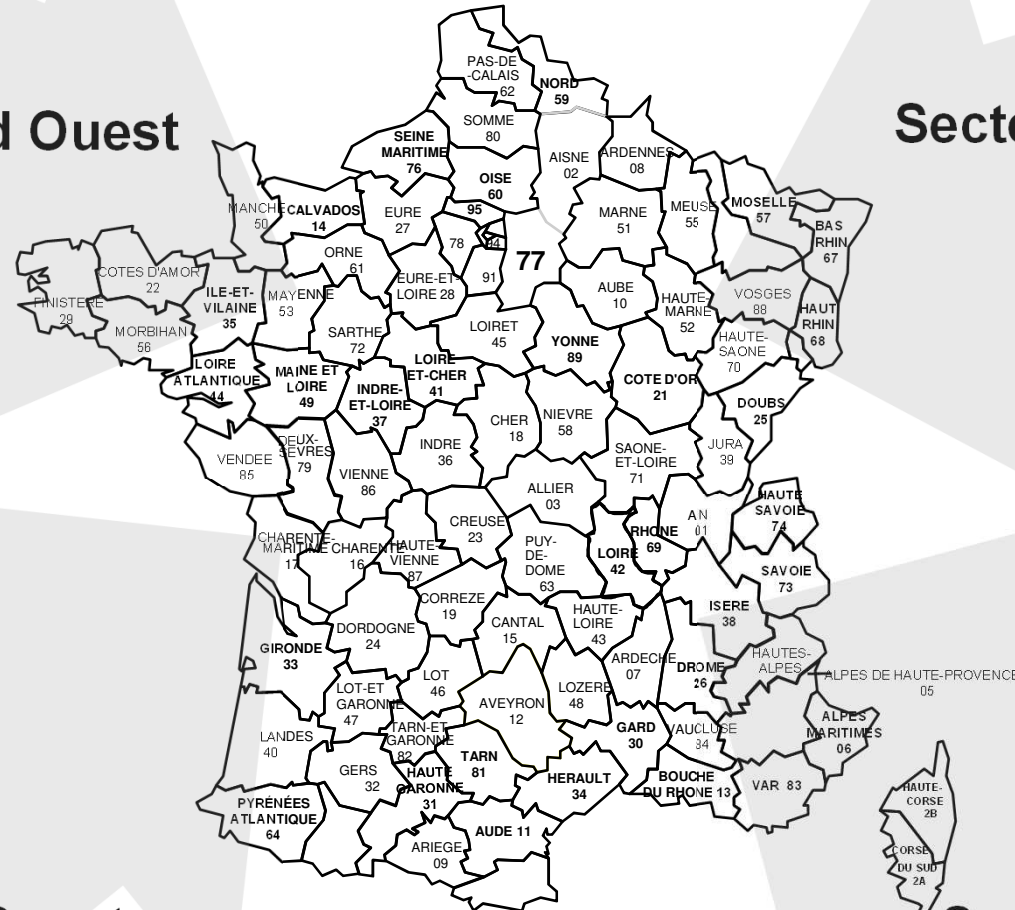 d Ouest
Secte
PAS-DE
-CALAIS
62
NORD
59
SOMME
80
SEINE
MARITIME
76
AISNE
02
ARDENNES
08
OISE
60
95
MANCHE
50
CALVADOS
14
EURE
27
78
94
91
77
MARNE
51
MEUSE
55
MOSELLE
57
BAS
RHIN
67
ORNE
61
EURE-ET-
LOIRE 28
AUBE
10
HAUTE-
MARNE
52
VOSGES
88
HAUT
RHIN
68
COTES D'AMOR
22
FINISTERE
29
MORBIHAN
56
ILE-ET-
VILAINE
35
MAYENNE
53
SARTHE
72
LOIRET
45
YONNE
89
HAUTE-
SAONE
70
LOIRE
ATLANTIQUE
44
MAINE ET
LOIRE
49
INDRE-
ET-LOIRE
37
LOIRE
ET-CHER
41
COTE D'OR
21
DOUBS
25
CHER
18
NIEVRE
58
VENDEE
85
DEUX-
SEVRES
79
VIENNE
86
INDRE
36
SAONE-
ET-LOIRE
71
JURA
39
ALLIER
03
CHARENTE-
MARITIME
17
CHARENTE
16
HAUTE-
VIENNE
87
CREUSE
23
PUY-
DE-
DOME
63
LOIRE
42
RHONE
69
AN
01
HAUTE
SAVOIE
74
SAVOIE
73
CORREZE
19
ISERE
38
GIRONDE
33
DORDOGNE
24
CANTAL
15
HAUTE-
LOIRE
43
ARDECHE
07
DROME
26
HAUTES-
ALPES
ALPES DE HAUTE-PROVENCE
05
LOT-ET
GARONNE
47
LOT
46
AVEYRON
12
LOZERE
48
LANDES
40
TARN-ET-
GARONNE
82
TARN
81
GARD
30
VAUCLUSE
84
ALPES
MARITIMES
06
GERS
32
HAUTE
GARONNE
31
HERAULT
34
BOUCHE
DU RHONE 13
VAR 83
PYRÉNÉES
ATLANTIQUE
64
AUDE 11
ARIEGE
09
HAUTE-
CORSE
2B
CORSE
DU SUD
2A